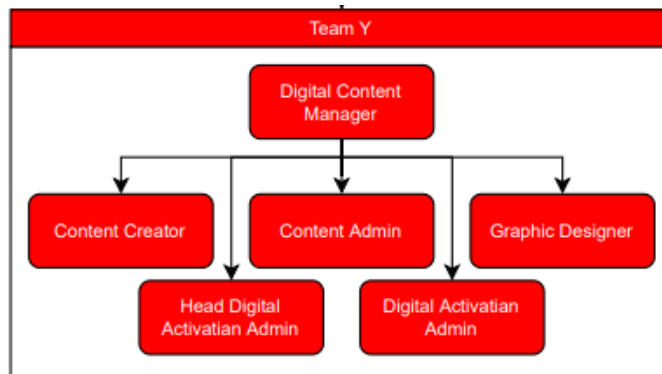 Team Y
Digital Content
Manager
Content Creator
Content Admin
Graphic Designer
Head Digital
Activatian Admin
Digital Activatian
Admin